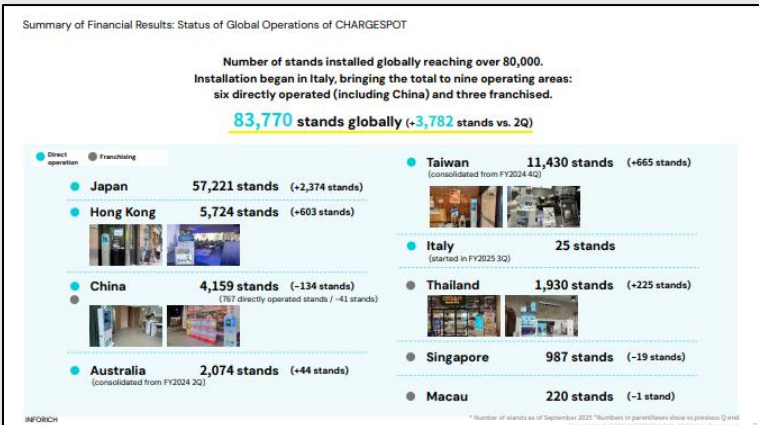 Summary of Financial Results: Status of Global Operations of CHARGESPOT
Number of stands installed globally reaching over 80,000.
Installation began in Italy, bringing the total to nine operating areas:
six directly operated (including China) and three franchised.
83,770 stands globally (+3,782 stands vs. 2Q)
Direct operation
Franchising
Japan 57,221 stands (+2,374 stands)
Hong Kong 5,724 stands (+603 stands)
China 4,159 stands (-134 stands)
(767 directly operated stands / -41 stands)
Australia 2,074 stands (+44 stands)
(consolidated from FY2024 2Q)
Taiwan 11,430 stands (+665 stands)
(consolidated from FY2024 4Q)
Italy 25 stands
(started in FY2025 3Q)
Thailand 1,930 stands (+225 stands)
Singapore 987 stands (-19 stands)
Macau 220 stands (-1 stand)
INFORICH
* Number of stands as of September 2025 *Numbers in parentheses show vs previous Q-end